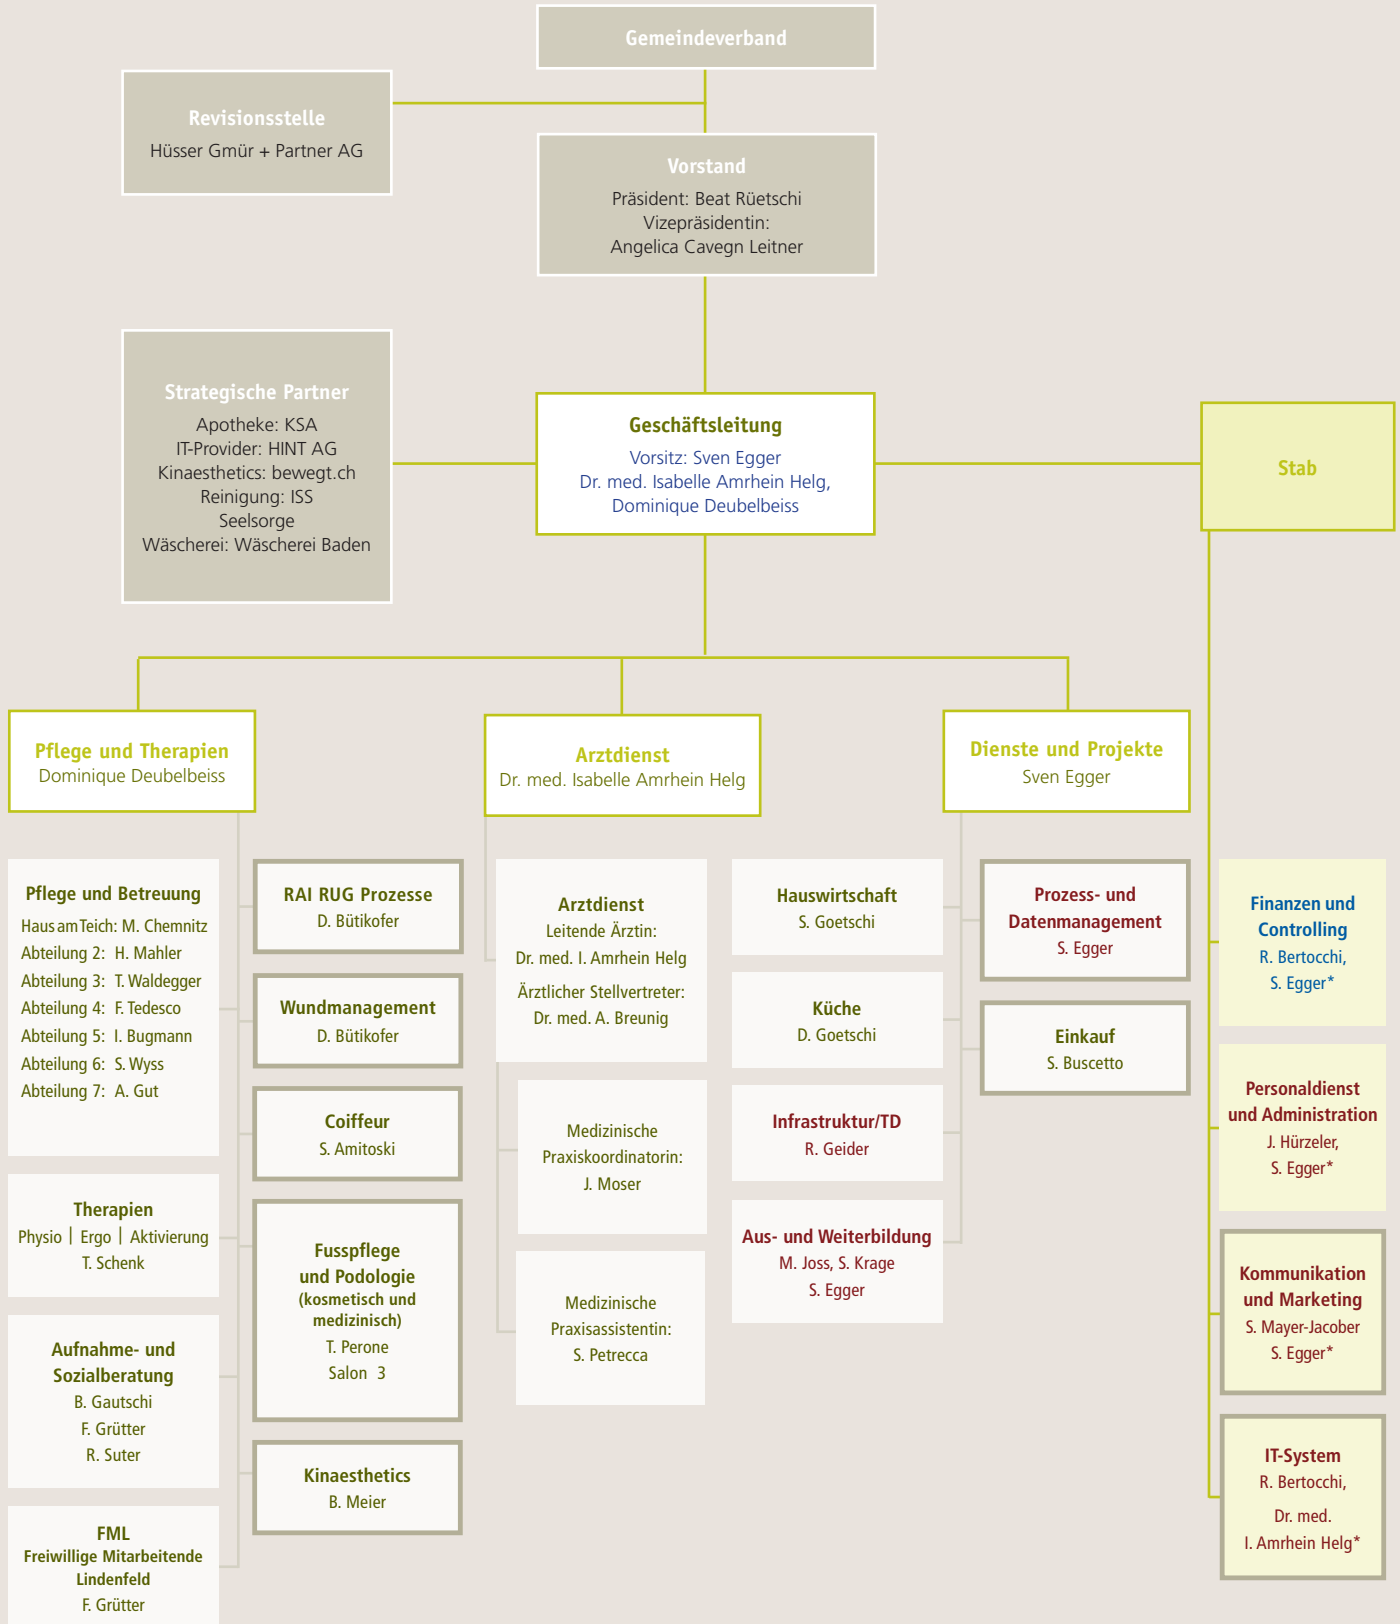 Gemeindeverband
Revisionsstelle
Hüsser Gmür + Partner AG
Vorstand
Präsident: Beat Rüetschi
Vizepräsidentin:
Angelica Cavegn Leitner
Strategische Partner
Apotheke: KSA
IT-Provider: HINT AG
Kinaesthetics: bewegt.ch
Reinigung: ISS
Seelsorge
Wäscherei: Wäscherei Baden
Geschäftsleitung
Vorsitz: Sven Egger
Dr. med. Isabelle Amrhein Helg,
Dominique Deubelbeiss
Stab
Pflege und Therapien
Dominique Deubelbeiss
Arztdienst
Dr. med. Isabelle Amrhein Helg
Dienste und Projekte
Sven Egger
Pflege und Betreuung
Haus am Teich: M. Chemnitz
Abteilung 2: H. Mahler
Abteilung 3: T. Waldegger
Abteilung 4: F. Tedesco
Abteilung 5: I. Bugmann
Abteilung 6: S. Wyss
Abteilung 7: A. Gut
Therapien
Physio | Ergo | Aktivierung
T. Schenk
Aufnahme- und
Sozialberatung
B. Gautschi
F. Grütter
R. Suter
FML
Freiwillige Mitarbeitende
Lindenfeld
F. Grütter
RAI RUG Prozesse
D. Bütikofer
Wundmanagement
D. Bütikofer
Coiffeur
S. Amitoski
Fusspflege
und Podologie
(kosmetisch und
medizinisch)
T. Perone
Salon 3
Kinaesthetics
B. Meier
Arztdienst
Leitende Ärztin:
Dr. med. I. Amrhein Helg
Ärztlicher Stellvertreter:
Dr. med. A. Breunig
Medizinische
Praxiskoordinatorin:
J. Moser
Medizinische
Praxisassistentin:
S. Petrecca
Hauswirtschaft
S. Goetschi
Küche
D. Goetschi
Infrastruktur/TD
R. Geider
Aus- und Weiterbildung
M. Joss, S. Krage
S. Egger
Prozess- und
Datenmanagement
S. Egger
Einkauf
S. Buscetto
Finanzen und
Controlling
R. Bertocchi,
S. Egger*
Personaldienst
und Administration
J. Hürzeler,
S. Egger*
Kommunikation
und Marketing
S. Mayer-Jacober
S. Egger*
IT-System
R. Bertocchi,
Dr. med.
I. Amrhein Helg*